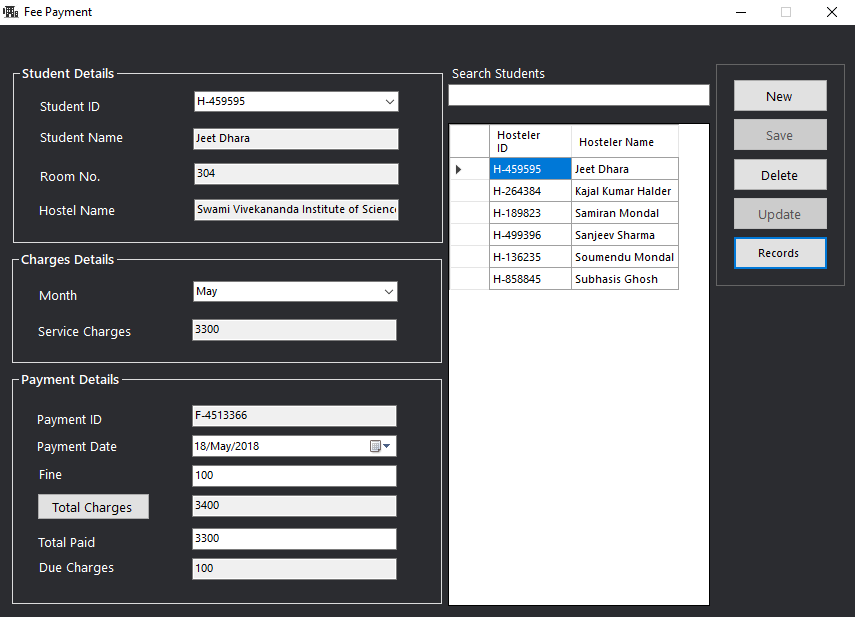 Fee Payment
Student Details
Student ID
H-459595
Student Name
Jeet Dhara
Room No.
304
Hostel Name
Swami Vivekananda Institute of Scienc
Charges Details
Month
May
Service Charges
3300
Payment Details
Payment ID
F-4513366
Payment Date
18/May/2018
Fine
100
Total Charges
3400
Total Paid
3300
Due Charges
100
Search Students
Hosteler
ID
Hosteler Name
H-459595 Jeet Dhara
H-264384 Kajal Kumar Halder
H-189823 Samiran Mondal
H-499396 Sanjeev Sharma
H-136235 Soumendu Mondal
H-858845 Subhasis Ghosh
New
Save
Delete
Update
Records